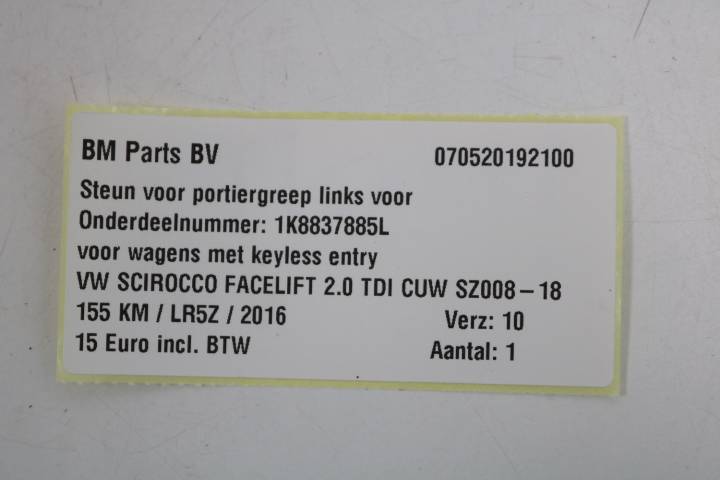 BM Parts BV 070520192100
Steun voor portiergreep links voor
Onderdeelnummer: 1K8837885L
voor wagens met keyless entry
VW SCIROCCO FACELIFT 2.0 TDI CUW SZ008-18
155 KM / LR5Z / 2016 Verz: 10
15 Euro incl. BTW Aantal: 1